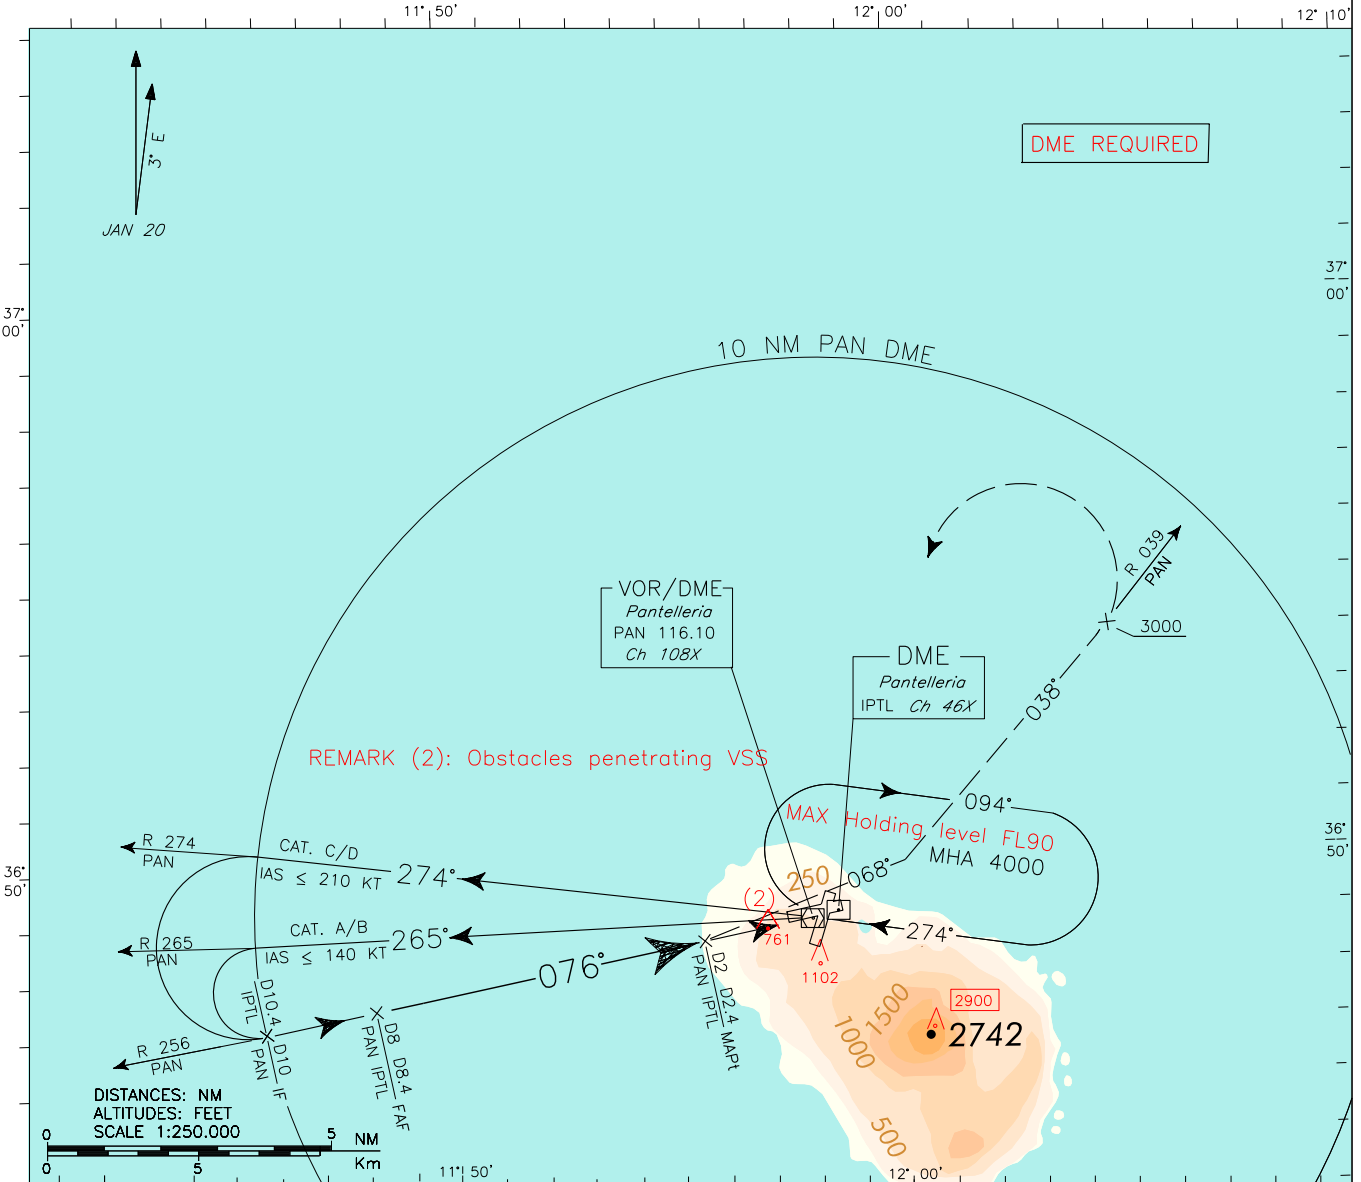 11° 50'
12° 00'
12° 10'
3° E
JAN 20
DME REQUIRED
37°
00'
37°
00'
10 NM PAN DME
R 039
PAN
3000
VOR/DME
Pantelleria
PAN 116.10
Ch 108X
DME
Pantelleria
IPTL Ch 46X
038°
REMARK (2): Obstacles penetrating VSS
094°
MAX Holding level FL90
MHA 4000
36°
50'
36°
50'
R 274
PAN
CAT. C/D
IAS ≤ 210 KT
274°
250
068°
(2)
761
274°
R 265
PAN
CAT. A/B
IAS ≤ 140 KT
265°
1102
076°
D2
PAN
D2.4
IPTL
MAPt
D10.4
IPTL
D10
PAN
IF
D8
PAN
D8.4
IPTL
FAF
R 256
PAN
1500
1000
500
2900
2742
DISTANCES: NM
ALTITUDES: FEET
SCALE 1:250.000
0 5 NM
0 5 Km
11° 50'
12° 00'